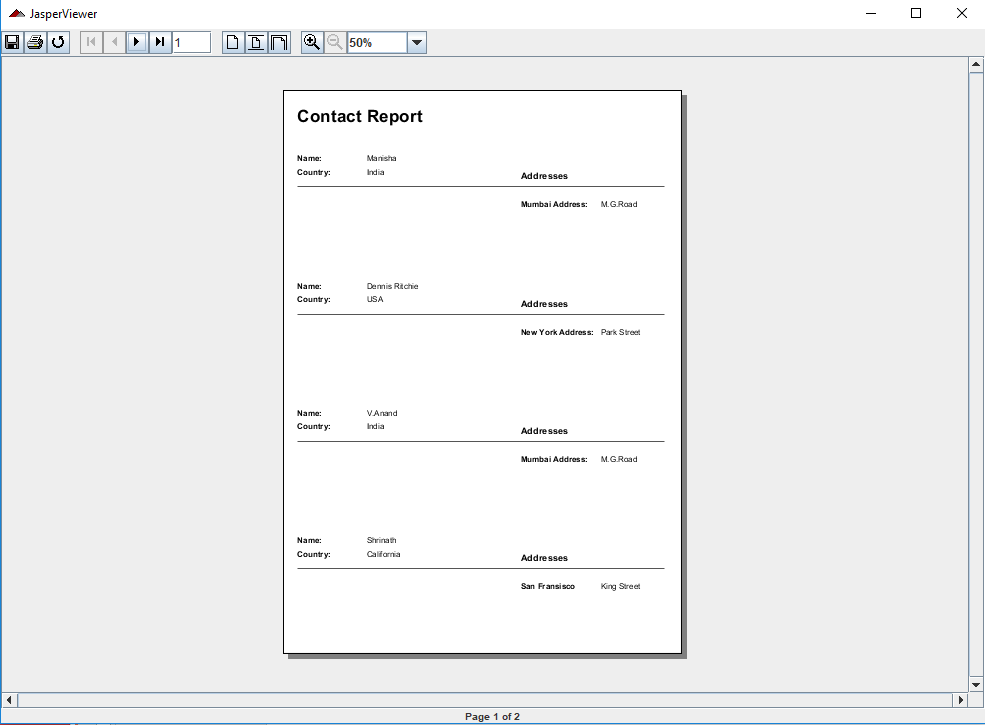 JasperViewer
1
50%
Contact Report
Name: Manisha
Country: India
Addresses
Mumbai Address: M.G.Road
Name: Dennis Ritchie
Country: USA
Addresses
New York Address: Park Street
Name: V.Anand
Country: India
Addresses
Mumbai Address: M.G.Road
Name: Shrinath
Country: California
Addresses
San Fransisco King Street
Page 1 of 2